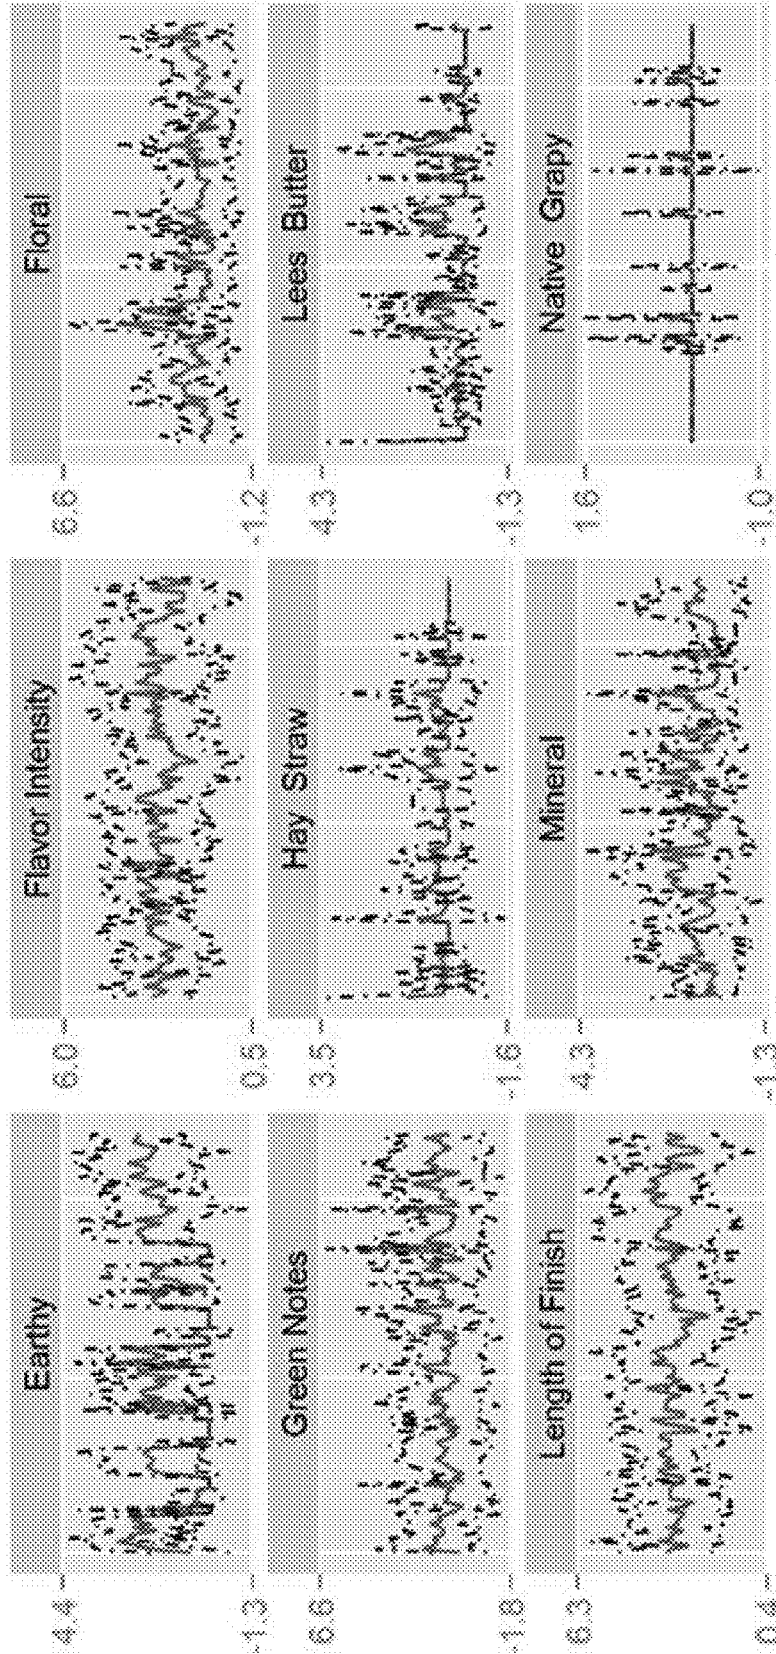 Earthy
4.4
-1.3
Flavor Intensity
6.0
0.5
Floral
6.6
-1.2
Green Notes
6.6
-1.8
Hay Straw
3.5
-1.6
Lees Butter
4.3
-1.3
Length of Finish
6.3
0.4
Mineral
4.3
-1.3
Native Grapy
1.6
-1.0